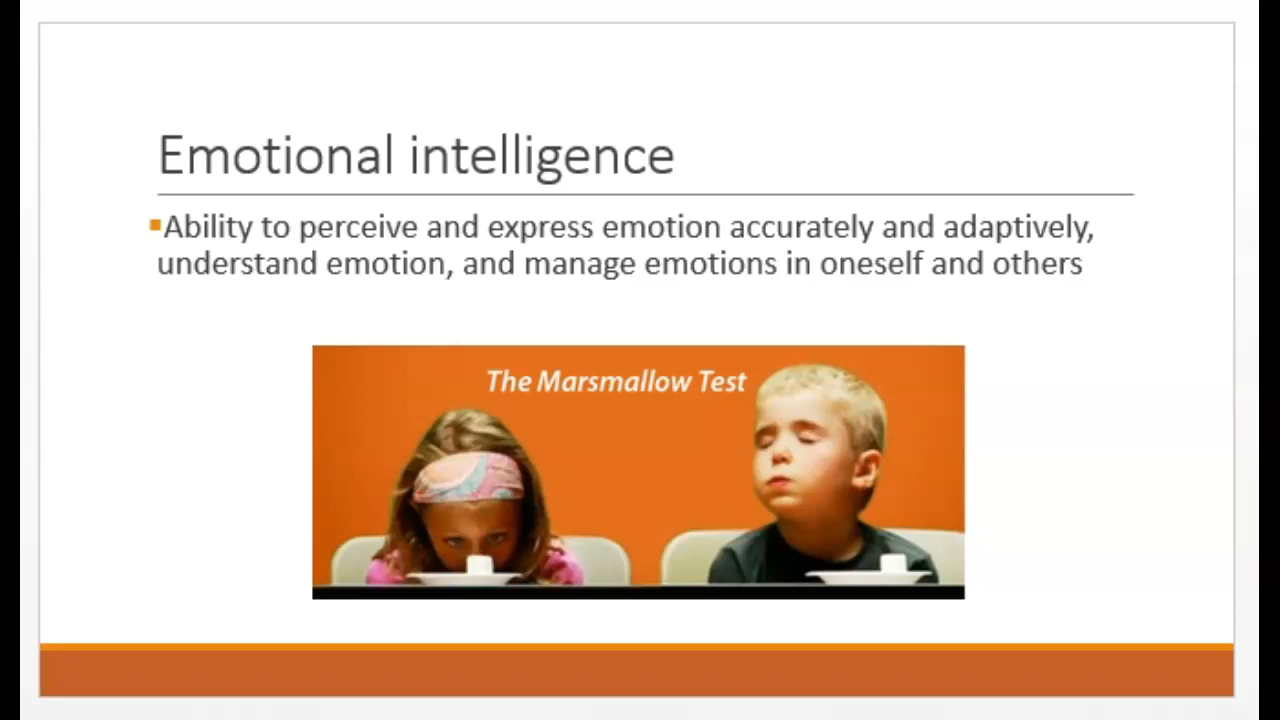 Emotional intelligence
▪Ability to perceive and express emotion accurately and adaptively,
understand emotion, and manage emotions in oneself and others
The Marsmallow Test